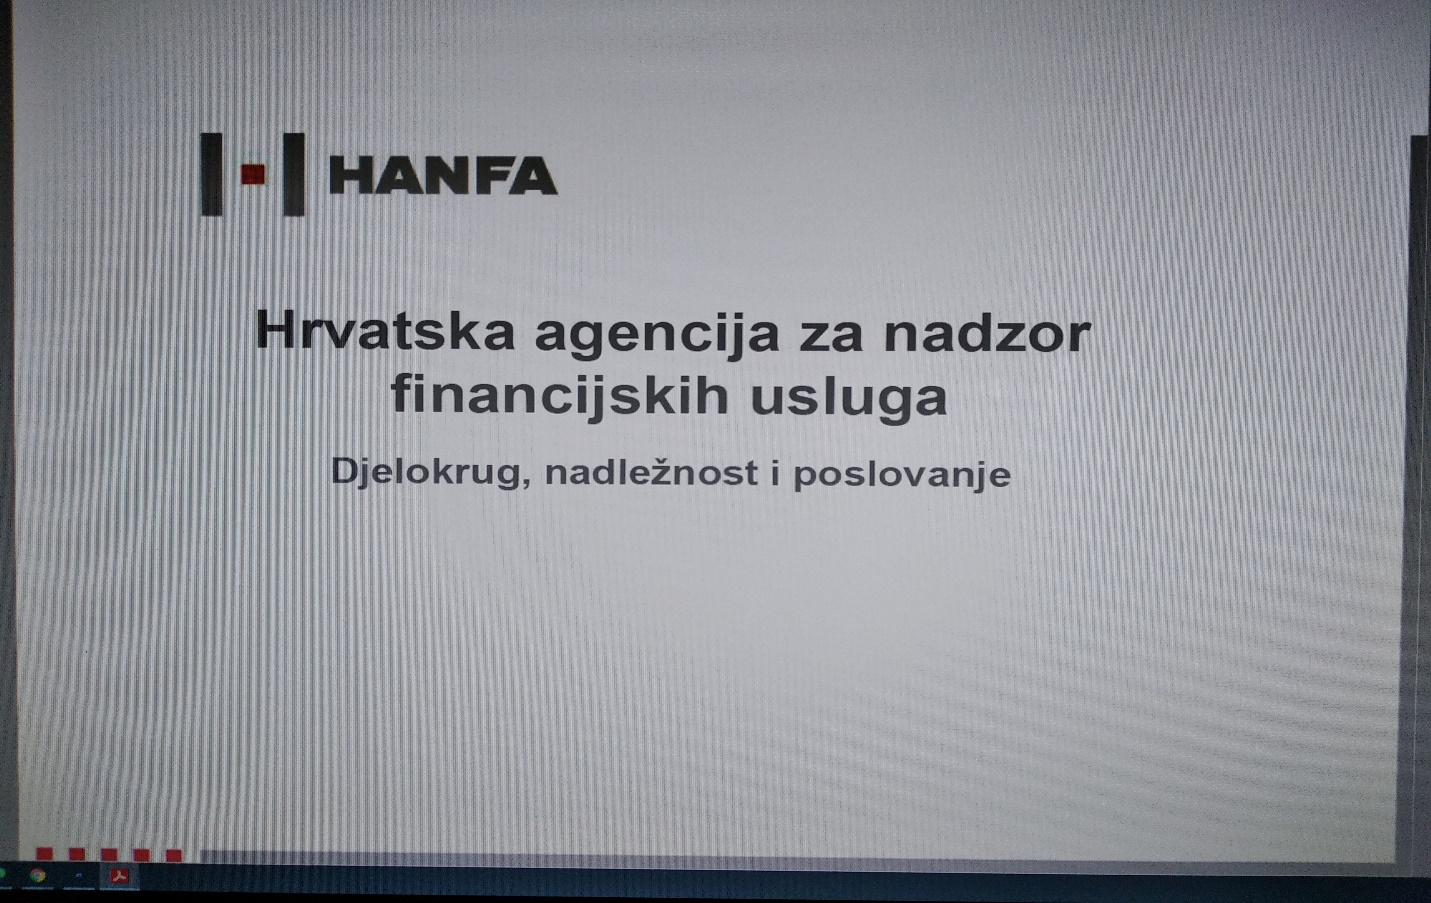 HANFA
Hrvatska agencija za nadzor
financijskih usluga
Djelokrug, nadležnost i poslovanje